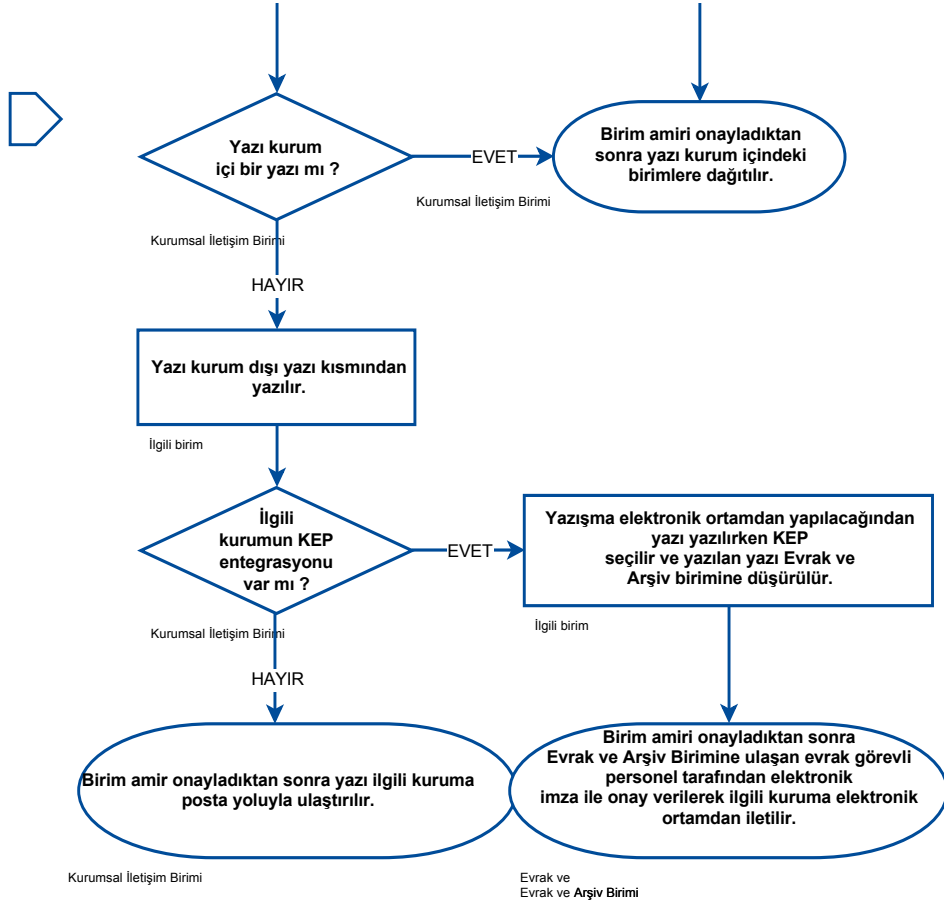 Yazı kurum
içi bir yazı mı ?
EVET
Birim amiri onayladıktan
sonra yazı kurum içindeki
birimlere dağıtılır.
Kurumsal İletişim Birimi
Kurumsal İletişim Birimi
HAYIR
Yazı kurum dışı yazı kısmından
yazılır.
İlgili birim
İlgili
kurumun KEP
entegrasyonu
var mı ?
EVET
Yazışma elektronik ortamdan yapılacağından
yazı yazılırken KEP
seçilir ve yazılan yazı Evrak ve
Arşiv birimine düşürülür.
İlgili birim
Kurumsal İletişim Birimi
HAYIR
Birim amir onayladıktan sonra yazı ilgili kuruma
posta yoluyla ulaştırılır.
Birim amiri onayladıktan sonra
Evrak ve Arşiv Birimine ulaşan evrak görevli
personel tarafından elektronik
imza ile onay verilerek ilgili kuruma elektronik
ortamdan iletilir.
Kurumsal İletişim Birimi
Evrak ve
Evrak ve Arşiv Birimi